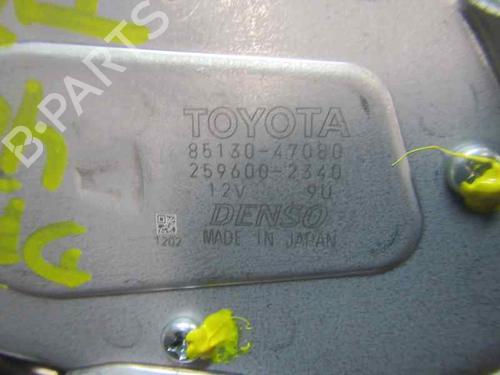 TOYOTA
85130-47080
259600-2340
12V 9U
DENSO
1202 MADE IN JAPAN
B-PARTS